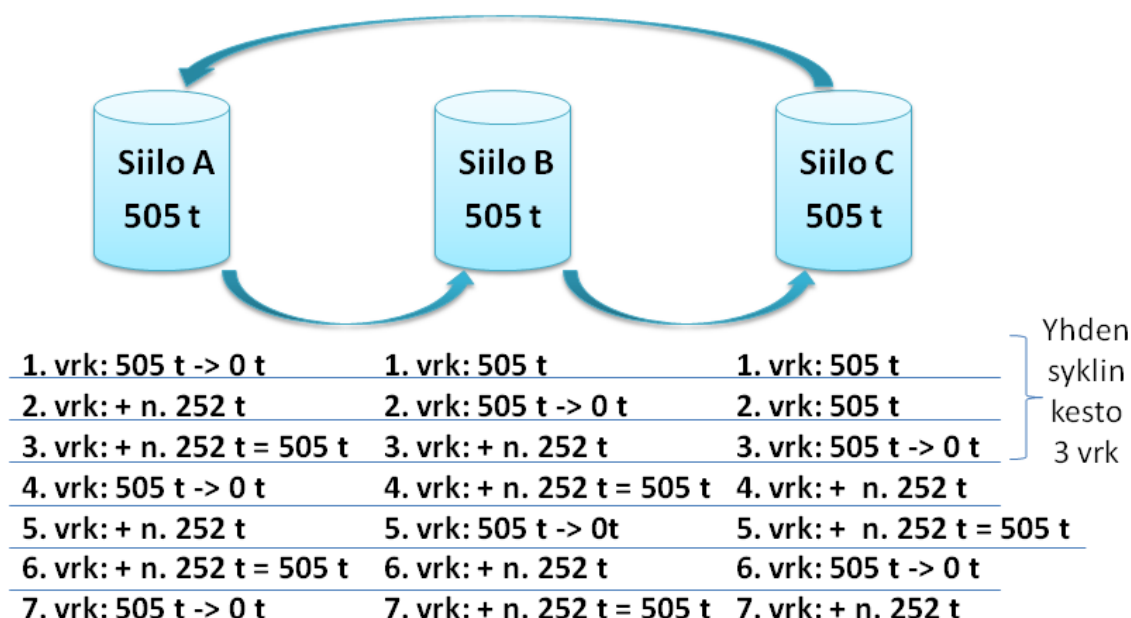 Siilo A
505 t
Siilo B
505 t
Siilo C
505 t
1. vrk: 505 t -> 0 t
1. vrk: 505 t
1. vrk: 505 t
2. vrk: + n. 252 t
2. vrk: 505 t -> 0 t
2. vrk: 505 t
3. vrk: + n. 252 t = 505 t
3. vrk: + n. 252 t
3. vrk: 505 t -> 0 t
4. vrk: 505 t -> 0 t
4. vrk: + n. 252 t = 505 t
4. vrk: + n. 252 t
5. vrk: + n. 252 t
5. vrk: 505 t -> 0t
5. vrk: + n. 252 t = 505 t
6. vrk: + n. 252 t = 505 t
6. vrk: + n. 252 t
6. vrk: 505 t -> 0 t
7. vrk: 505 t -> 0 t
7. vrk: + n. 252 t = 505 t
7. vrk: + n. 252 t
Yhden
syklin
kesto
3 vrk